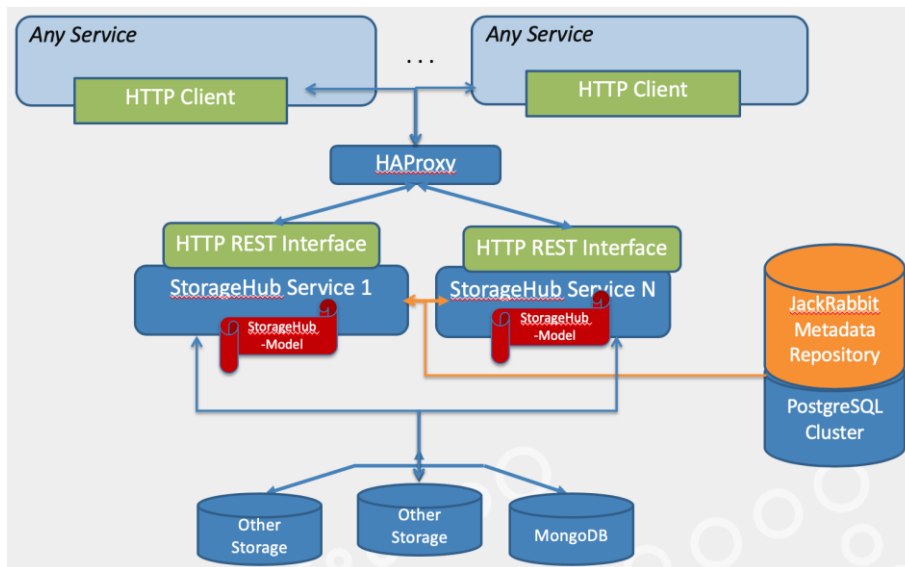 Any Service
Any Service
. . .
HTTP Client
HTTP Client
HAProxy
HTTP REST Interface
HTTP REST Interface
StorageHub Service 1
StorageHub Service N
StorageHub
-Model
StorageHub
-Model
JackRabbit
Metadata
Repository
PostgreSQL
Cluster
Other
Storage
Other
Storage
MongoDB